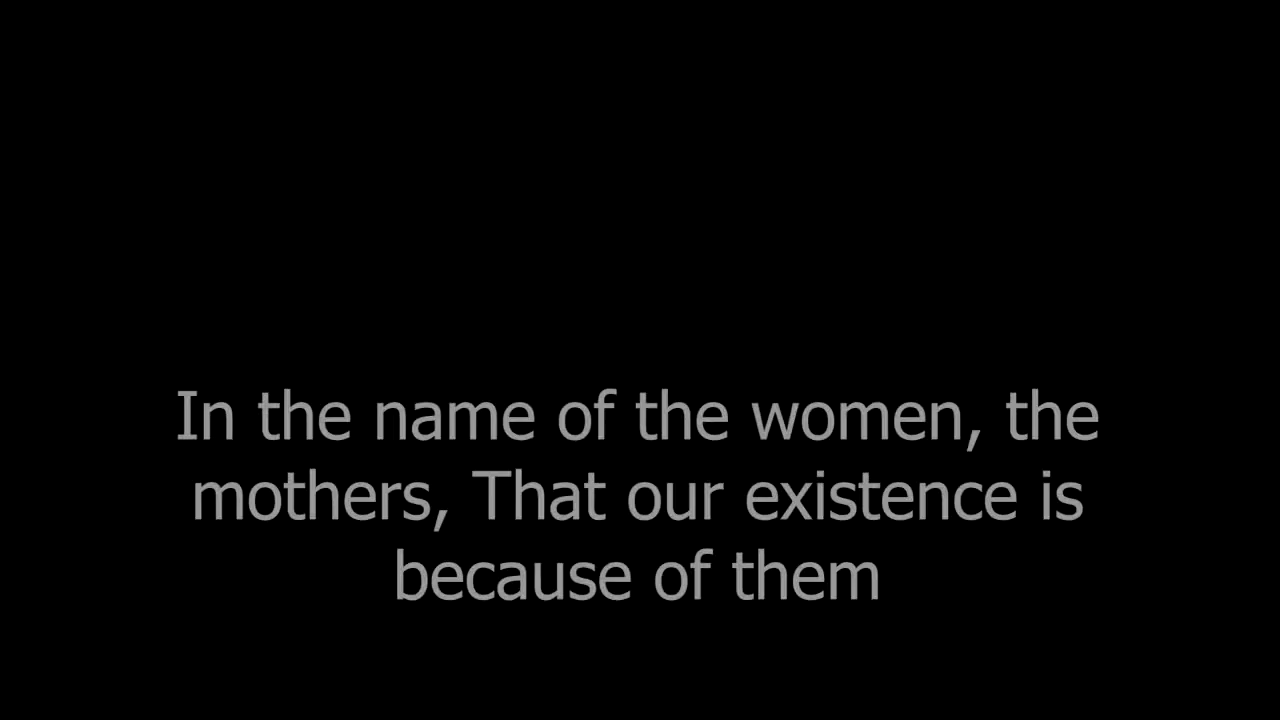 In the name of the women, the
mothers, That our existence is
because of them